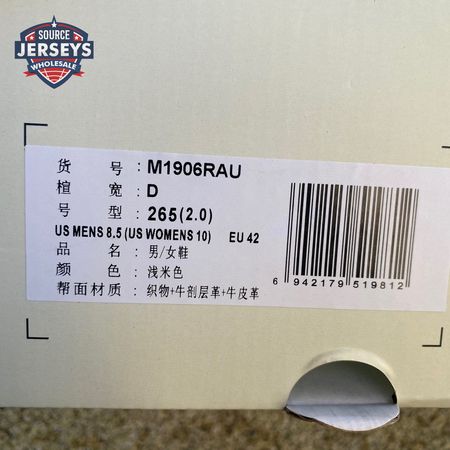 SOURCE
JERSEYS
WHOLESALE
货 号 : M1906RAU
楦 宽 : D
号 型 : 265(2.0)
US MENS 8.5 (US WOMENS 10) EU 42
品 名 : 男/女鞋
颜 色 : 浅米色
帮面材质 : 织物+牛剖层革+牛皮革
6 942179 519812